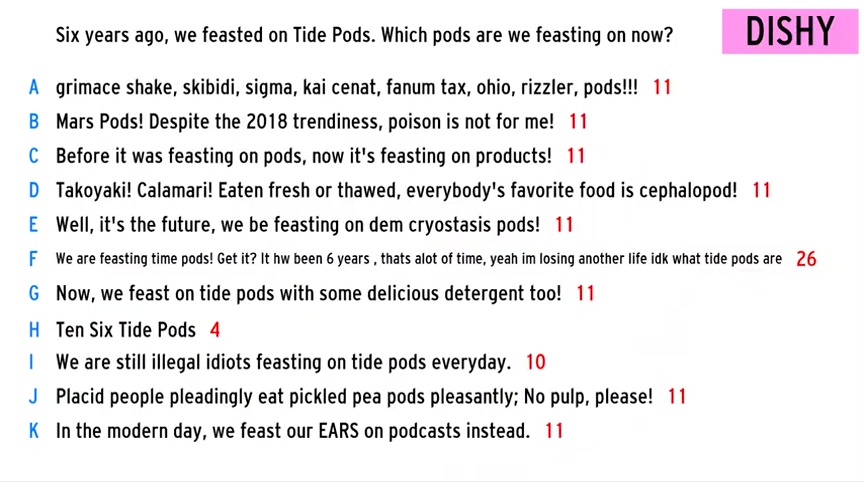 Six years ago, we feasted on Tide Pods. Which pods are we feasting on now?
DISHY
A grimace shake, skibidi, sigma, kai cenat, fanum tax, ohio, rizzler, pods!!! 11
B Mars Pods! Despite the 2018 trendiness, poison is not for me! 11
C Before it was feasting on pods, now it's feasting on products! 11
D Takoyaki! Calamari! Eaten fresh or thawed, everybody's favorite food is cephalopod! 11
E Well, it's the future, we be feasting on dem cryostasis pods! 11
F We are feasting time pods! Get it? It hw been 6 years , thats alot of time, yeah im losing another life idk what tide pods are 26
G Now, we feast on tide pods with some delicious detergent too! 11
H Ten Six Tide Pods 4
I We are still illegal idiots feasting on tide pods everyday. 10
J Placid people pleadingly eat pickled pea pods pleasantly; No pulp, please! 11
K In the modern day, we feast our EARS on podcasts instead. 11